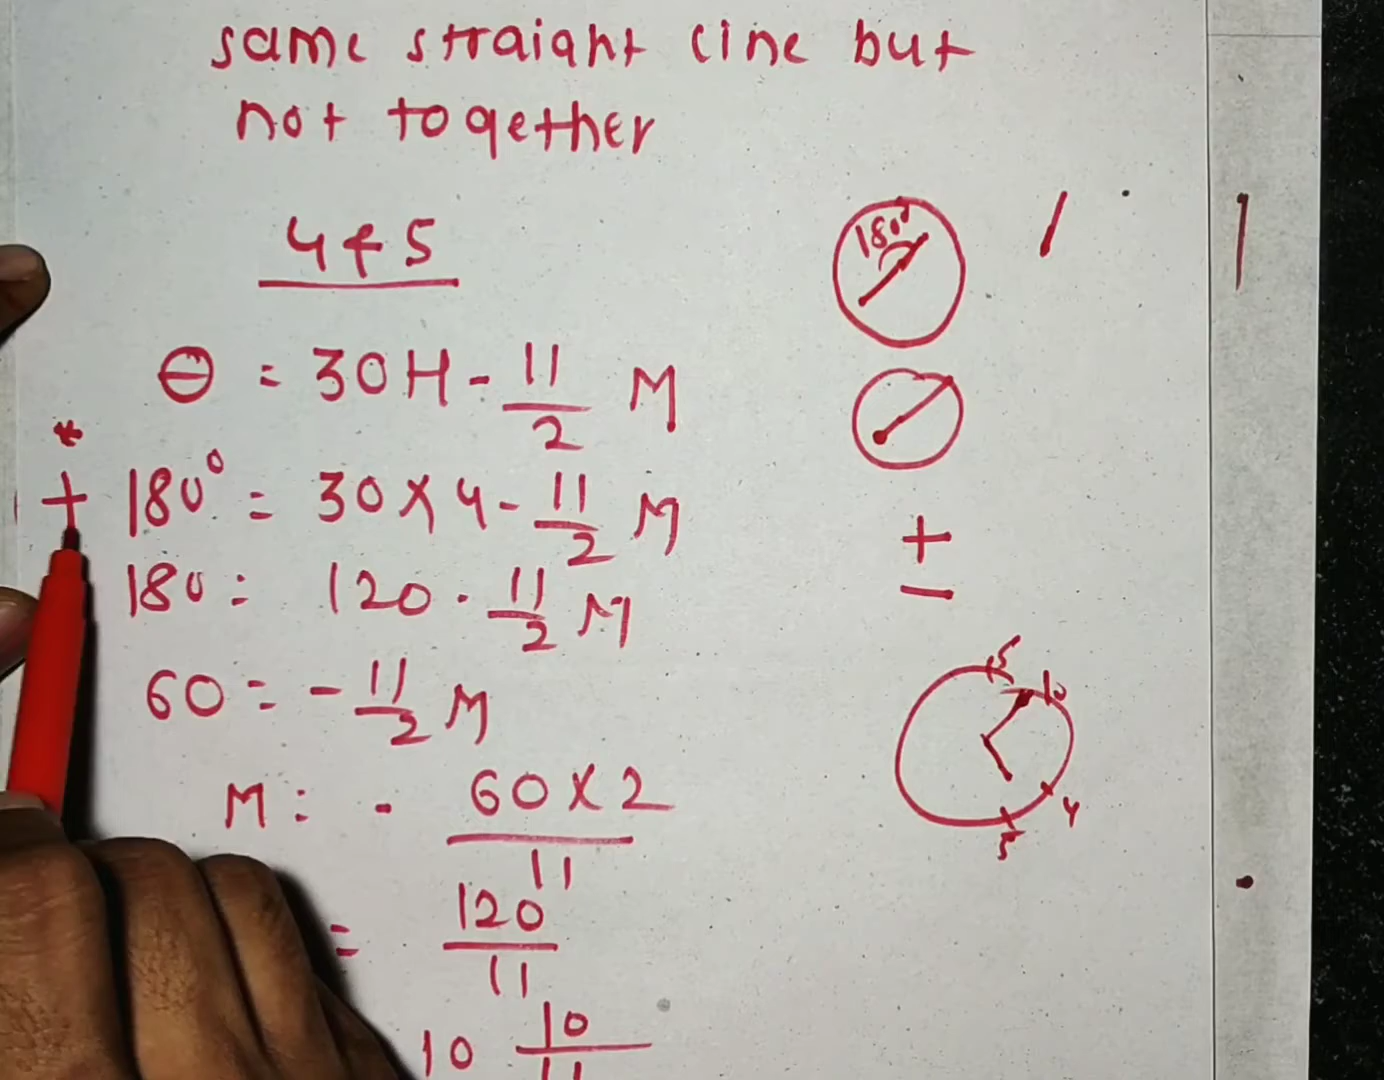 same straight line but
not together
4 & 5
θ = 30H - 11/2 M
*
+ 180° = 30 × 4 - 11/2 M
180 = 120 - 11/2 M
60 = - 11/2 M
M = - 60 × 2 / 11
= 120 / 11
10 10/11
180°
+
-
5
10
4
5